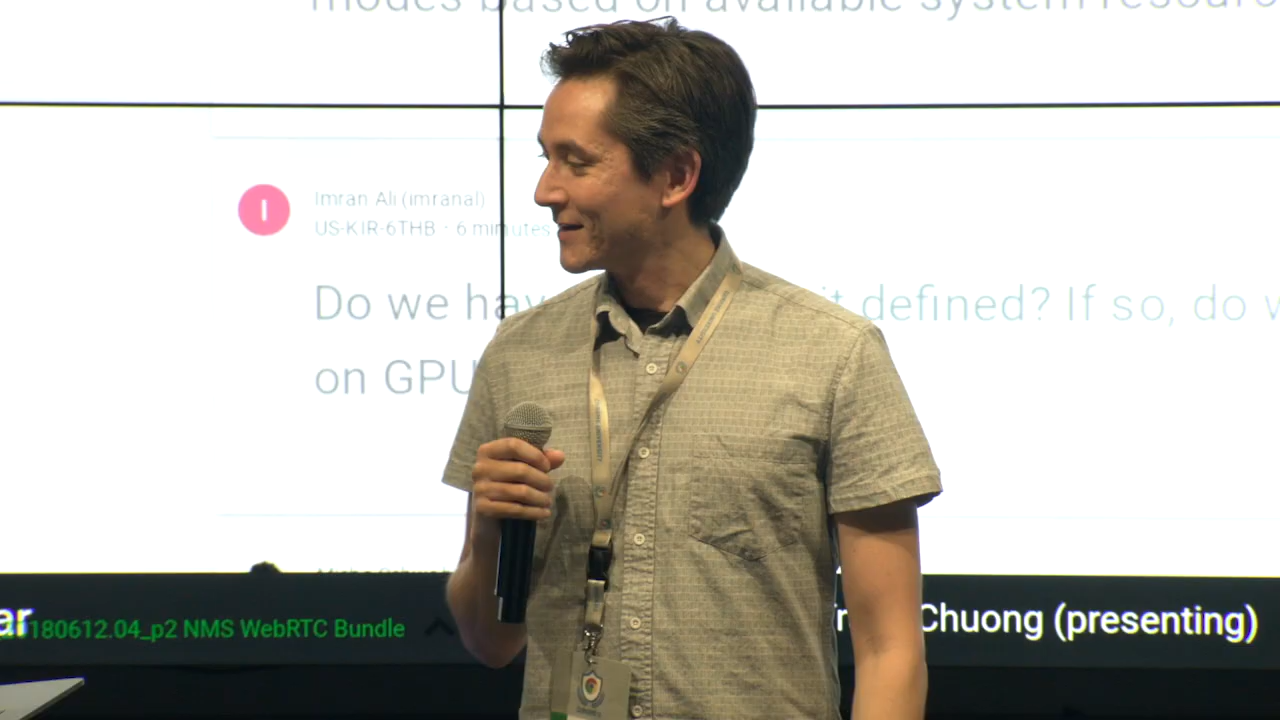 modes based on available system resourc
I
Imran Ali (imranal)
US-KIR-6THB · 6 minutes
Do we hav it defined? If so, do w
on GPU
ar
180612.04_p2 NMS WebRTC Bundle
Chuong (presenting)